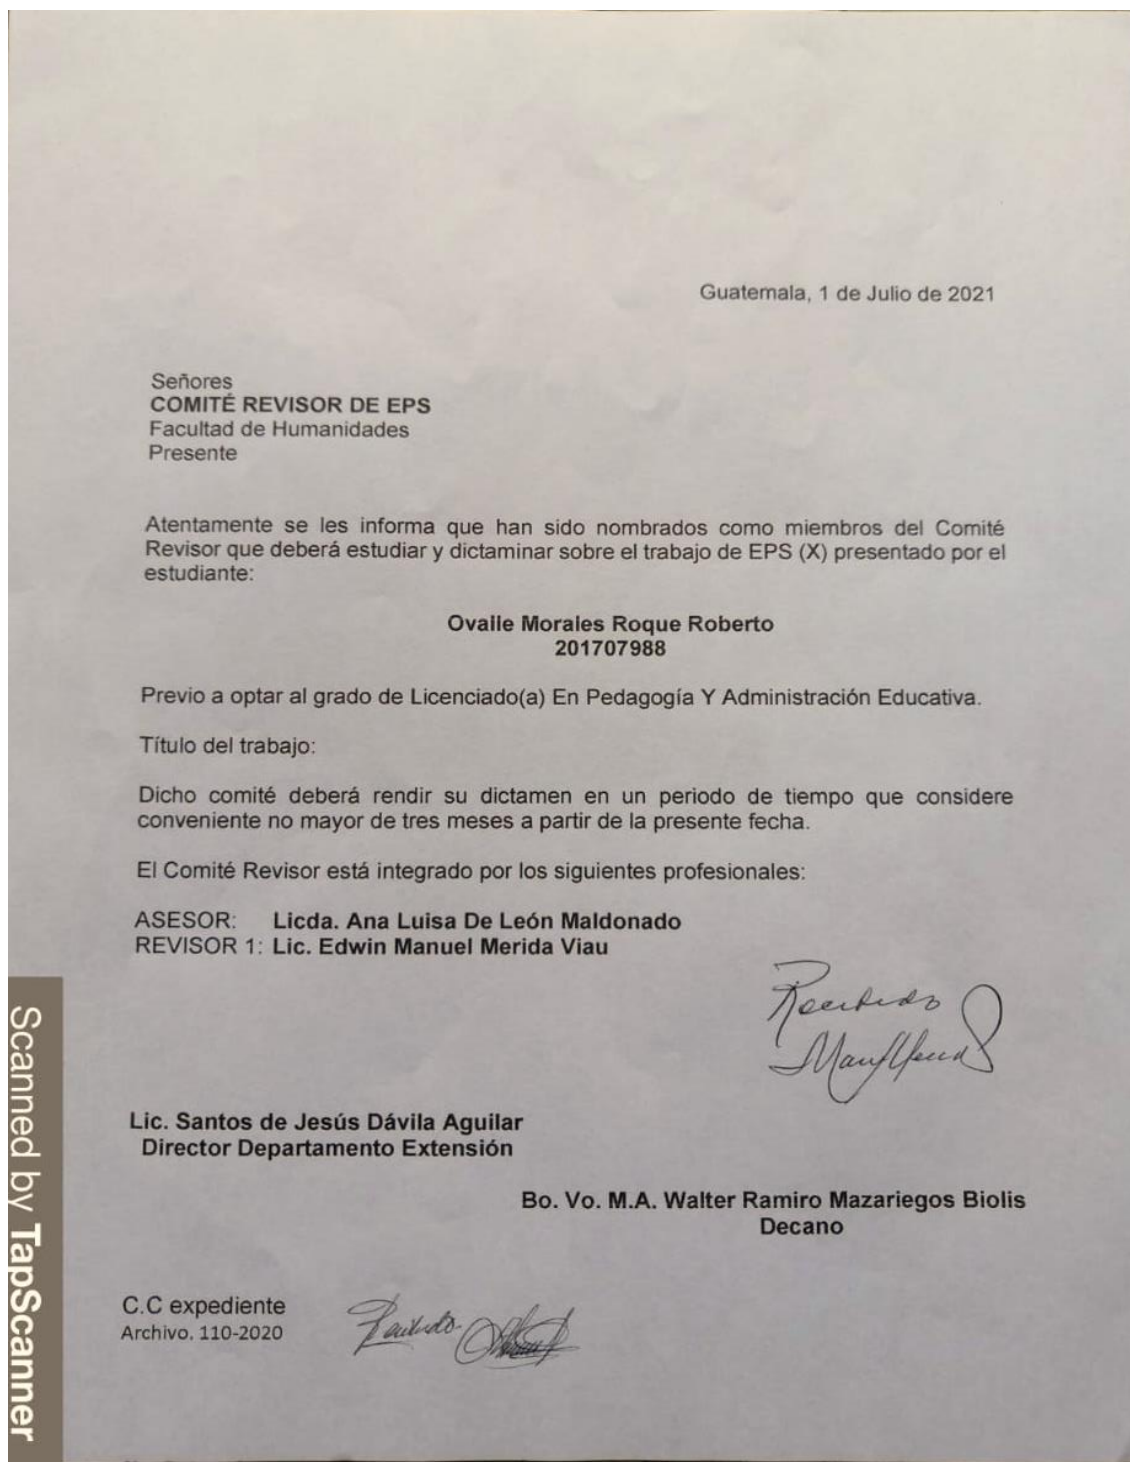 Guatemala, 1 de Julio de 2021
Señores
COMITÉ REVISOR DE EPS
Facultad de Humanidades
Presente
Atentamente se les informa que han sido nombrados como miembros del Comité
Revisor que deberá estudiar y dictaminar sobre el trabajo de EPS (X) presentado por el
estudiante:
Ovalle Morales Roque Roberto
201707988
Previo a optar al grado de Licenciado(a) En Pedagogía Y Administración Educativa.
Título del trabajo:
Dicho comité deberá rendir su dictamen en un periodo de tiempo que considere
conveniente no mayor de tres meses a partir de la presente fecha.
El Comité Revisor está integrado por los siguientes profesionales:
ASESOR: Licda. Ana Luisa De León Maldonado
REVISOR 1: Lic. Edwin Manuel Merida Viau
Recibido
Lic. Santos de Jesús Dávila Aguilar
Director Departamento Extensión
Bo. Vo. M.A. Walter Ramiro Mazariegos Biolis
Decano
C.C expediente
Archivo. 110-2020
Recibido
Scanned by TapScanner